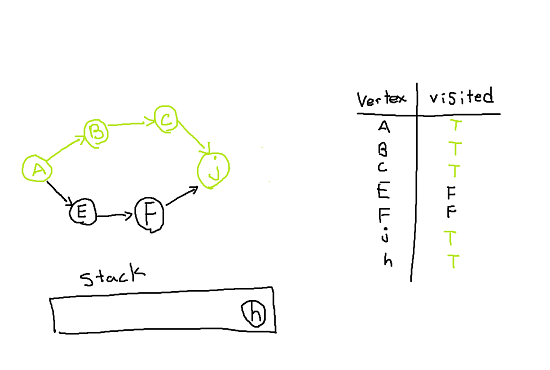 Vertex visited
A T
B T
C T
E F
F F
j T
h T
A
B
C
j
E
F
stack
h